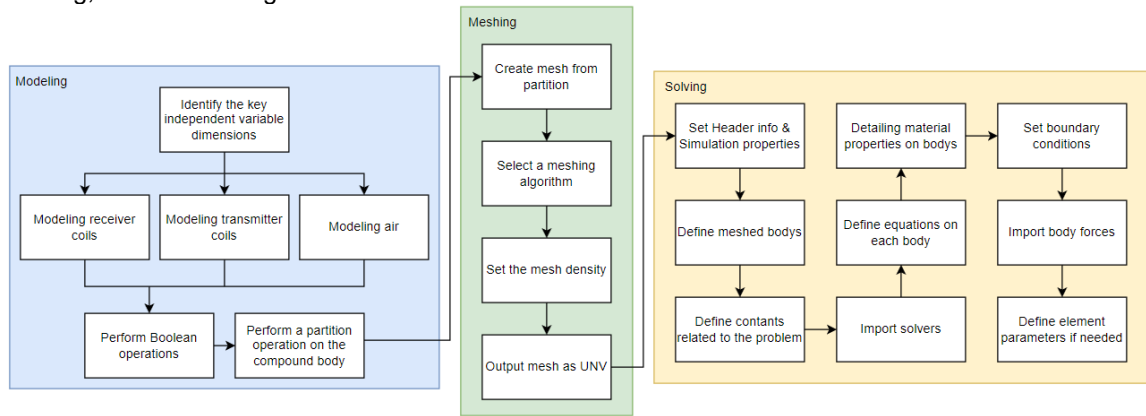 Modeling
Identify the key
independent variable
dimensions
Modeling receiver
coils
Modeling transmitter
coils
Modeling air
Perform Boolean
operations
Perform a partition
operation on the
compound body
Meshing
Create mesh from
partition
Select a meshing
algorithm
Set the mesh density
Output mesh as UNV
Solving
Set Header info &
Simulation properties
Define meshed bodys
Define contants
related to the problem
Import solvers
Define equations on
each body
Detailing material
properties on bodys
Set boundary
conditions
Import body forces
Define element
parameters if needed